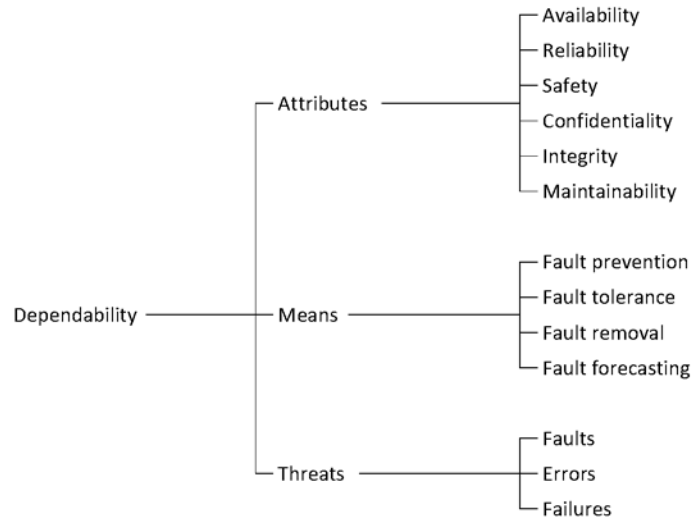 Dependability
Attributes
Availability
Reliability
Safety
Confidentiality
Integrity
Maintainability
Means
Fault prevention
Fault tolerance
Fault removal
Fault forecasting
Threats
Faults
Errors
Failures